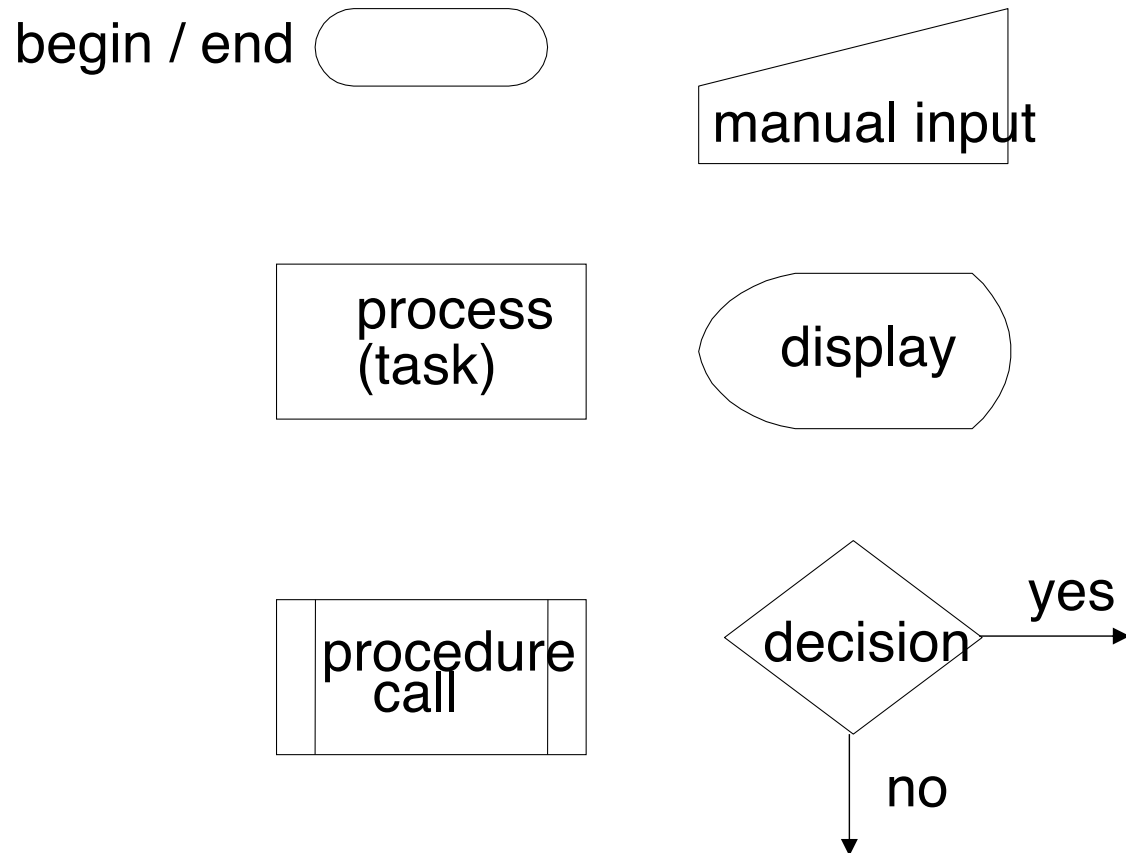 begin / end
manual input
process
(task)
display
procedure
call
decision
yes
no